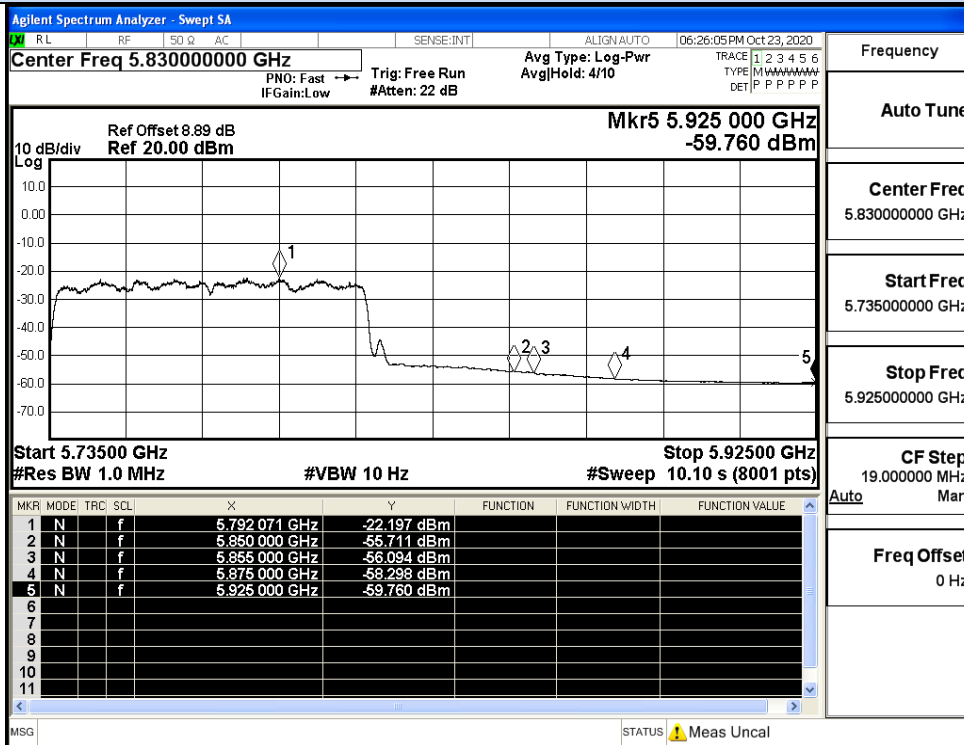 Agilent Spectrum Analyzer - Swept SA
LXI RL RF 50 Ω AC SENSE:INT ALIGN AUTO 06:26:05 PM Oct 23, 2020
Center Freq 5.830000000 GHz
PNO: Fast
IFGain:Low
Trig: Free Run
#Atten: 22 dB
Avg Type: Log-Pwr
Avg|Hold: 4/10
TRACE 1 2 3 4 5 6
TYPE M WWWWW
DET P P P P P P
Mkr5 5.925 000 GHz
-59.760 dBm
Ref Offset 8.89 dB
10 dB/div Ref 20.00 dBm
Log
10.0
0.00
-10.0
-20.0
-30.0
-40.0
-50.0
-60.0
-70.0
1
2
3
4
5
Start 5.73500 GHz Stop 5.92500 GHz
#Res BW 1.0 MHz #VBW 10 Hz #Sweep 10.10 s (8001 pts)
MKR MODE TRC SCL X Y FUNCTION FUNCTION WIDTH FUNCTION VALUE
1 N f 5.792 071 GHz -22.197 dBm
2 N f 5.850 000 GHz -55.711 dBm
3 N f 5.855 000 GHz -56.094 dBm
4 N f 5.875 000 GHz -58.298 dBm
5 N f 5.925 000 GHz -59.760 dBm
6
7
8
9
10
11
MSG STATUS Meas Uncal
Frequency
Auto Tune
Center Freq
5.830000000 GHz
Start Freq
5.735000000 GHz
Stop Freq
5.925000000 GHz
CF Step
19.000000 MHz
Auto Man
Freq Offset
0 Hz